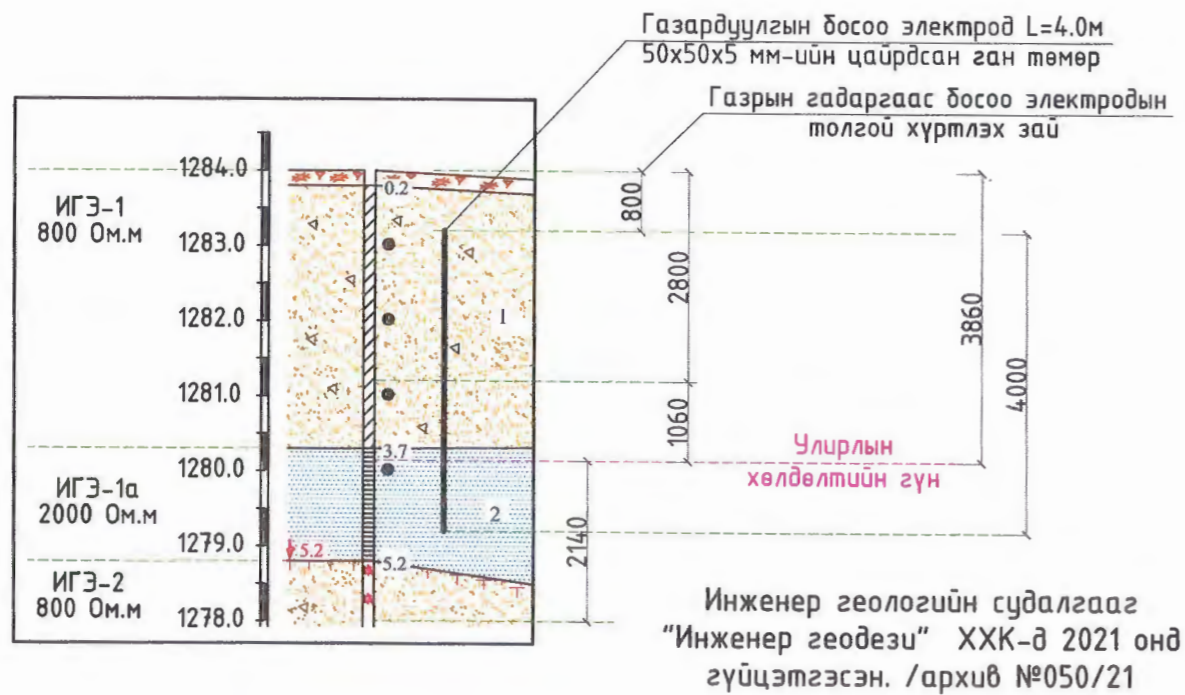 Газардуулгын босоо электрод L=4.0м
50x50x5 мм-ийн цайрдсан ган төмөр
Газрын гадаргаас босоо электродын
толгой хүртлэх зай
1284.0
ИГЭ-1
800 Ом.м
1283.0
1282.0
1281.0
1280.0
ИГЭ-1а
2000 Ом.м
1279.0
ИГЭ-2
800 Ом.м
1278.0
0.2
1
3.7
2
5.2
5.2
800
2800
1060
2140
3860
4000
Улирлын
хөлдөлтийн гүн
Инженер геологийн судалгааг
"Инженер геодези" ХХК-д 2021 онд
гүйцэтгэсэн. /архив №050/21